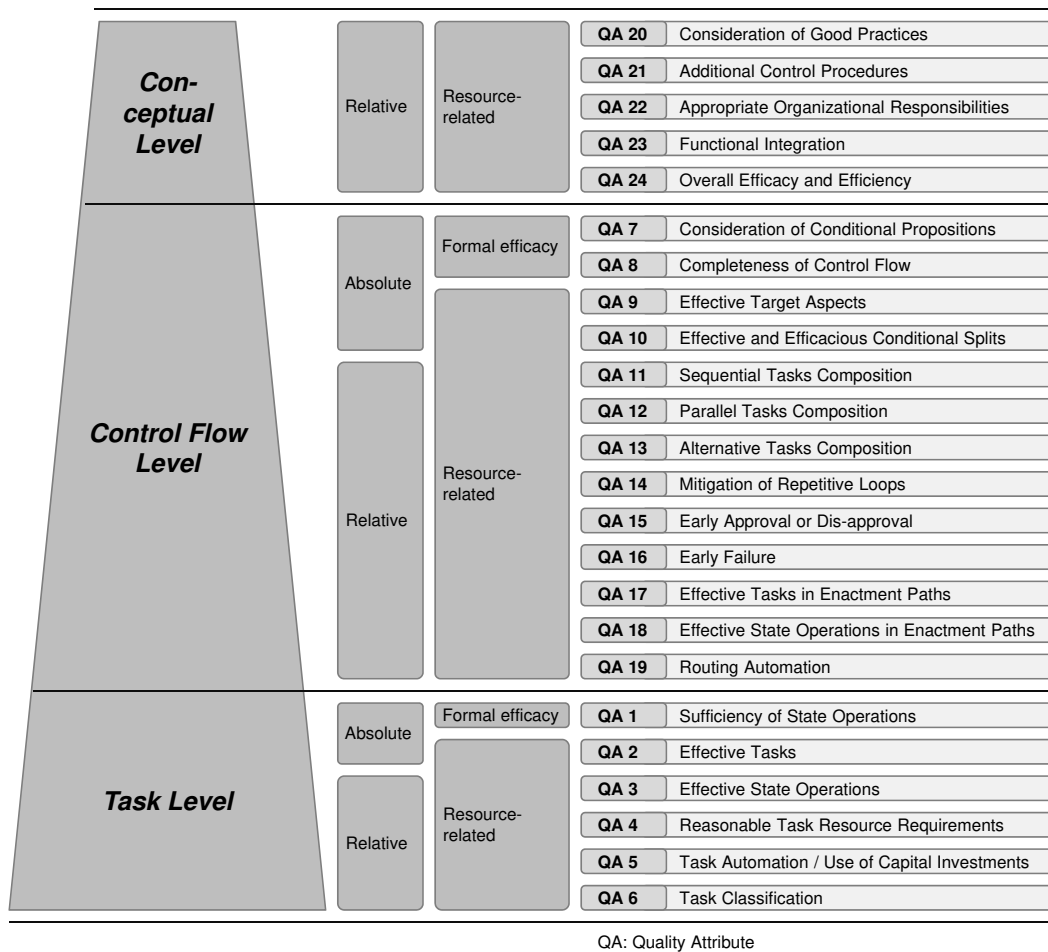 Con-
ceptual
Level
Relative
Resource-
related
QA 20 Consideration of Good Practices
QA 21 Additional Control Procedures
QA 22 Appropriate Organizational Responsibilities
QA 23 Functional Integration
QA 24 Overall Efficacy and Efficiency
Control Flow
Level
Absolute
Relative
Formal efficacy
Resource-
related
QA 7 Consideration of Conditional Propositions
QA 8 Completeness of Control Flow
QA 9 Effective Target Aspects
QA 10 Effective and Efficacious Conditional Splits
QA 11 Sequential Tasks Composition
QA 12 Parallel Tasks Composition
QA 13 Alternative Tasks Composition
QA 14 Mitigation of Repetitive Loops
QA 15 Early Approval or Dis-approval
QA 16 Early Failure
QA 17 Effective Tasks in Enactment Paths
QA 18 Effective State Operations in Enactment Paths
QA 19 Routing Automation
Task Level
Absolute
Relative
Formal efficacy
Resource-
related
QA 1 Sufficiency of State Operations
QA 2 Effective Tasks
QA 3 Effective State Operations
QA 4 Reasonable Task Resource Requirements
QA 5 Task Automation / Use of Capital Investments
QA 6 Task Classification
QA: Quality Attribute